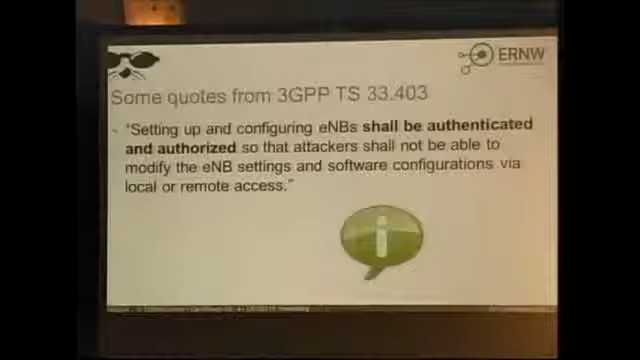 ERNW
Some quotes from 3GPP TS 33.403
- "Setting up and configuring eNBs shall be authenticated
and authorized so that attackers shall not be able to
modify the eNB settings and software configurations via
local or remote access."
i